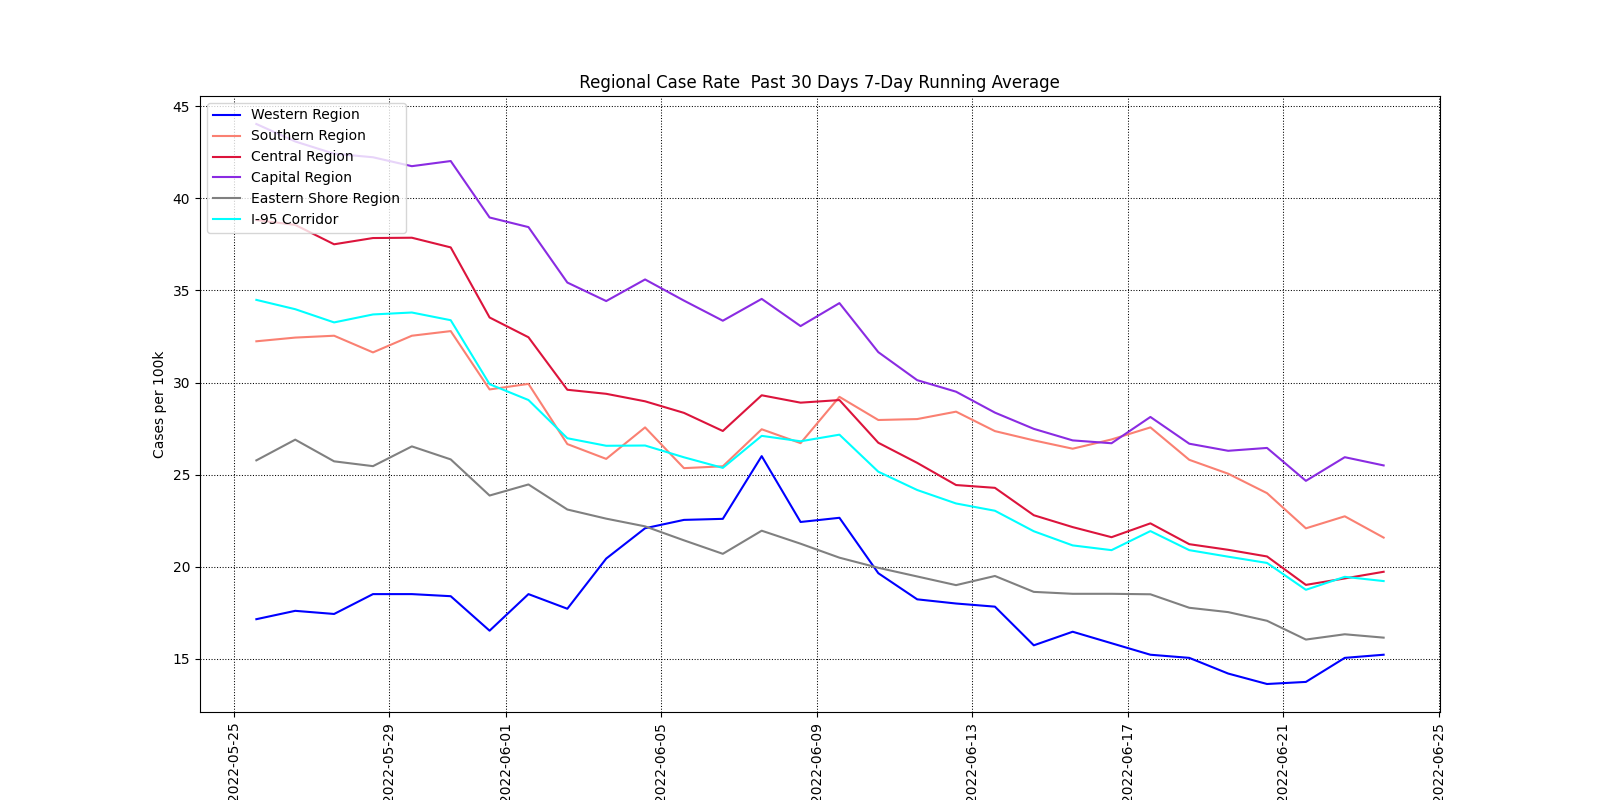 Regional Case Rate  Past 30 Days 7-Day Running Average
Western Region
Southern Region
Central Region
Capital Region
Eastern Shore Region
I-95 Corridor
Cases per 100k
45
40
35
30
25
20
15
2022-05-25
2022-05-29
2022-06-01
2022-06-05
2022-06-09
2022-06-13
2022-06-17
2022-06-21
2022-06-25